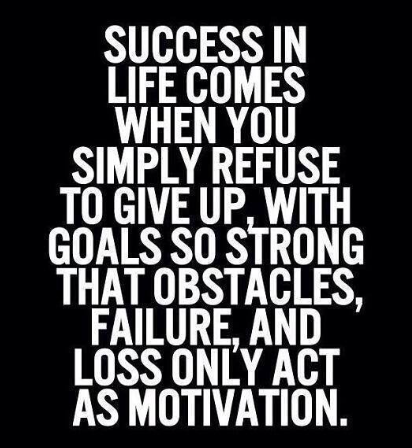 SUCCESS IN
LIFE COMES
WHEN YOU
SIMPLY REFUSE
TO GIVE UP, WITH
GOALS SO STRONG
THAT OBSTACLES,
FAILURE, AND
LOSS ONLY ACT
AS MOTIVATION.